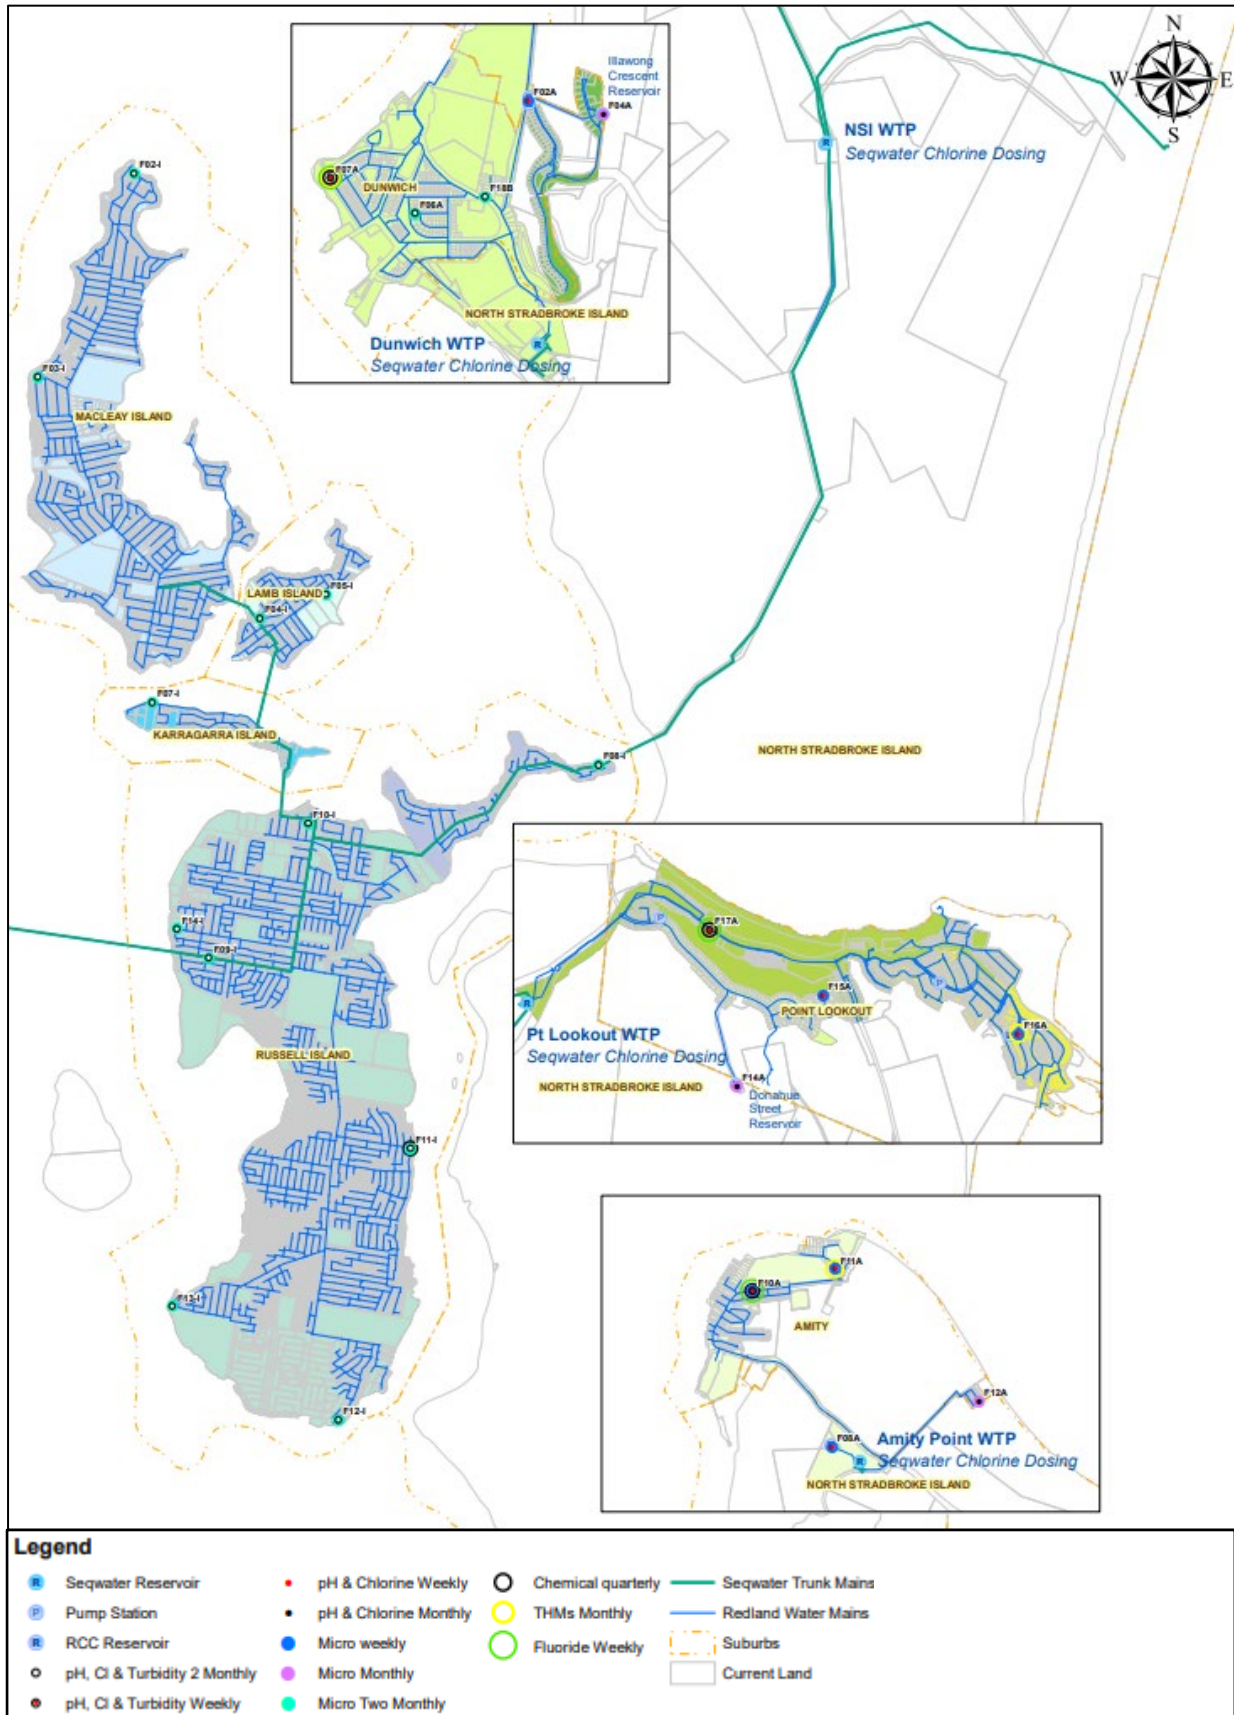 N
W
E
S
Illawong
Crescent
Reservoir
F02A
F04A
F07A
DUNWICH
F18B
F06A
NORTH STRADBROKE ISLAND
Dunwich WTP
Seqwater Chlorine Dosing
NSI WTP
Seqwater Chlorine Dosing
F02-I
F03-I
MACLEAY ISLAND
LAMB ISLAND
F05-I
F04-I
F07-I
KARRAGARRA ISLAND
NORTH STRADBROKE ISLAND
F08-I
F10-I
F14-I
F09-I
RUSSELL ISLAND
F11-I
F13-I
F12-I
F17A
F15A
POINT LOOKOUT
F16A
Pt Lookout WTP
Seqwater Chlorine Dosing
NORTH STRADBROKE ISLAND
F14A
Donahue
Street
Reservoir
F11A
F10A
AMITY
F12A
F08A
Amity Point WTP
Seqwater Chlorine Dosing
NORTH STRADBROKE ISLAND
Legend
R Seqwater Reservoir
P Pump Station
R RCC Reservoir
pH, Cl & Turbidity 2 Monthly
pH, Cl & Turbidity Weekly
pH & Chlorine Weekly
pH & Chlorine Monthly
Micro weekly
Micro Monthly
Micro Two Monthly
Chemical quarterly
THMs Monthly
Fluoride Weekly
Seqwater Trunk Mains
Redland Water Mains
Suburbs
Current Land